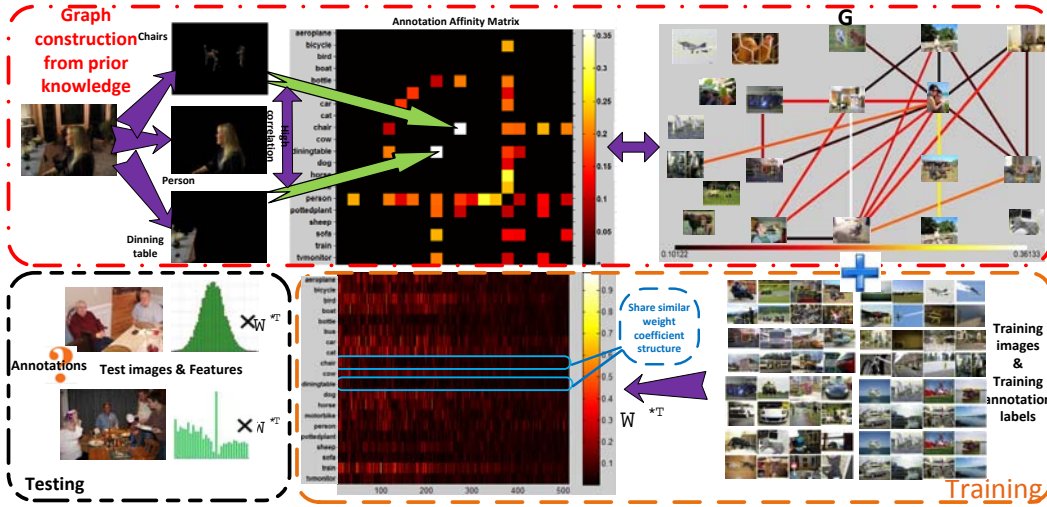 Graph
construction
from prior
knowledge
Chairs
Person
Dinning
table
High
correlation
Annotation Affinity Matrix
aeroplane
bicycle
bird
boat
bottle
car
cat
chair
cow
diningtable
dog
horse
person
pottedplant
sheep
sofa
train
tvmonitor
0.35
0.3
0.25
0.2
0.15
0.1
0.05
G
0.10122
0.36133
Annotations
?
Test images & Features
W *T
W *T
Testing
aeroplane
bicycle
bird
boat
bottle
bus
car
cat
chair
cow
diningtable
dog
horse
motorbike
person
pottedplant
sheep
sofa
train
tvmonitor
100 200 300 400 500
0.9
0.8
0.7
0.6
0.5
0.4
0.3
0.2
0.1
Share similar
weight
coefficient
structure
W *T
Training
images
&
Training
annotation
labels
Training